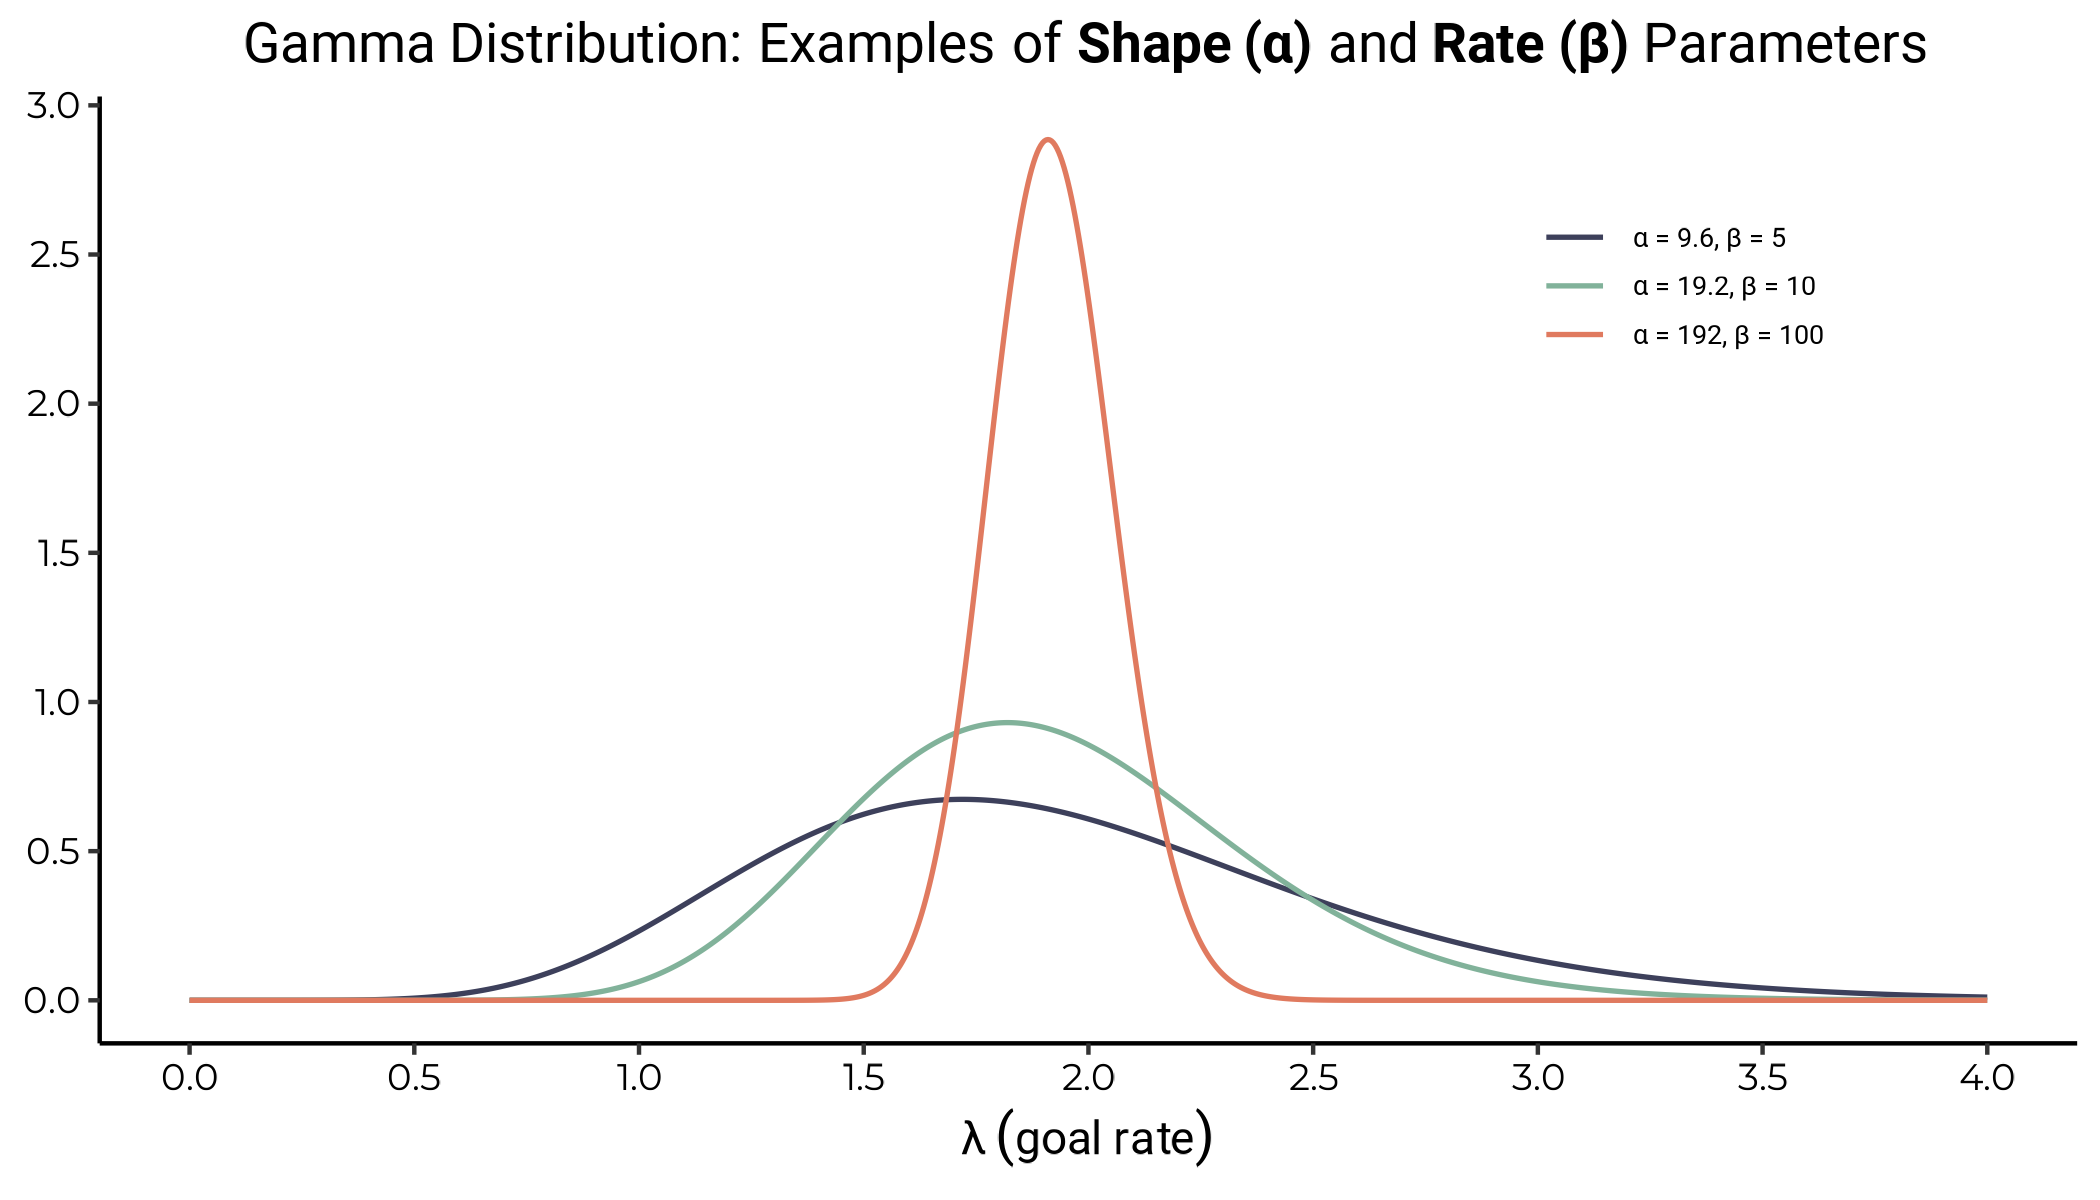 Gamma Distribution: Examples of Shape (α) and Rate (β) Parameters
3.0
2.5
2.0
1.5
1.0
0.5
0.0
α = 9.6, β = 5
α = 19.2, β = 10
α = 192, β = 100
0.0 0.5 1.0 1.5 2.0 2.5 3.0 3.5 4.0
λ (goal rate)